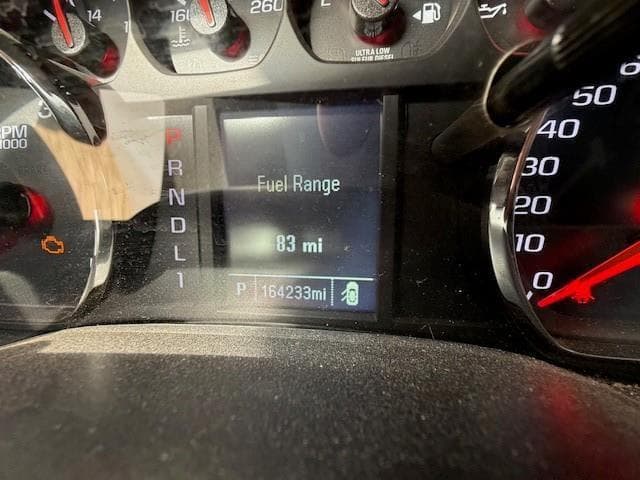 14
160
260
ULTRA LOW
SULFUR DIESEL
RPM
1000
P
R
N
D
L
1
Fuel Range
83 mi
P 164233mi
60
50
40
30
20
10
0